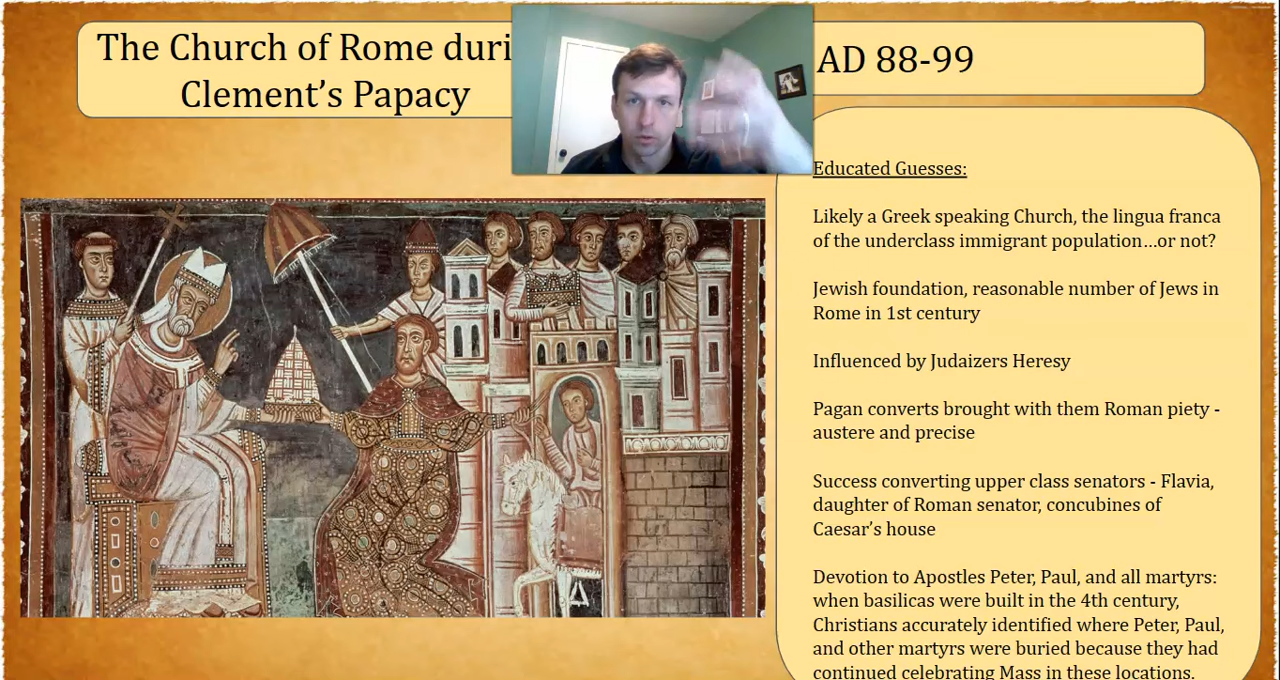 The Church of Rome duri
Clement's Papacy
AD 88-99
Educated Guesses:
Likely a Greek speaking Church, the lingua franca
of the underclass immigrant population...or not?
Jewish foundation, reasonable number of Jews in
Rome in 1st century
Influenced by Judaizers Heresy
Pagan converts brought with them Roman piety -
austere and precise
Success converting upper class senators - Flavia,
daughter of Roman senator, concubines of
Caesar's house
Devotion to Apostles Peter, Paul, and all martyrs:
when basilicas were built in the 4th century,
Christians accurately identified where Peter, Paul,
and other martyrs were buried because they had
continued celebrating Mass in these locations.